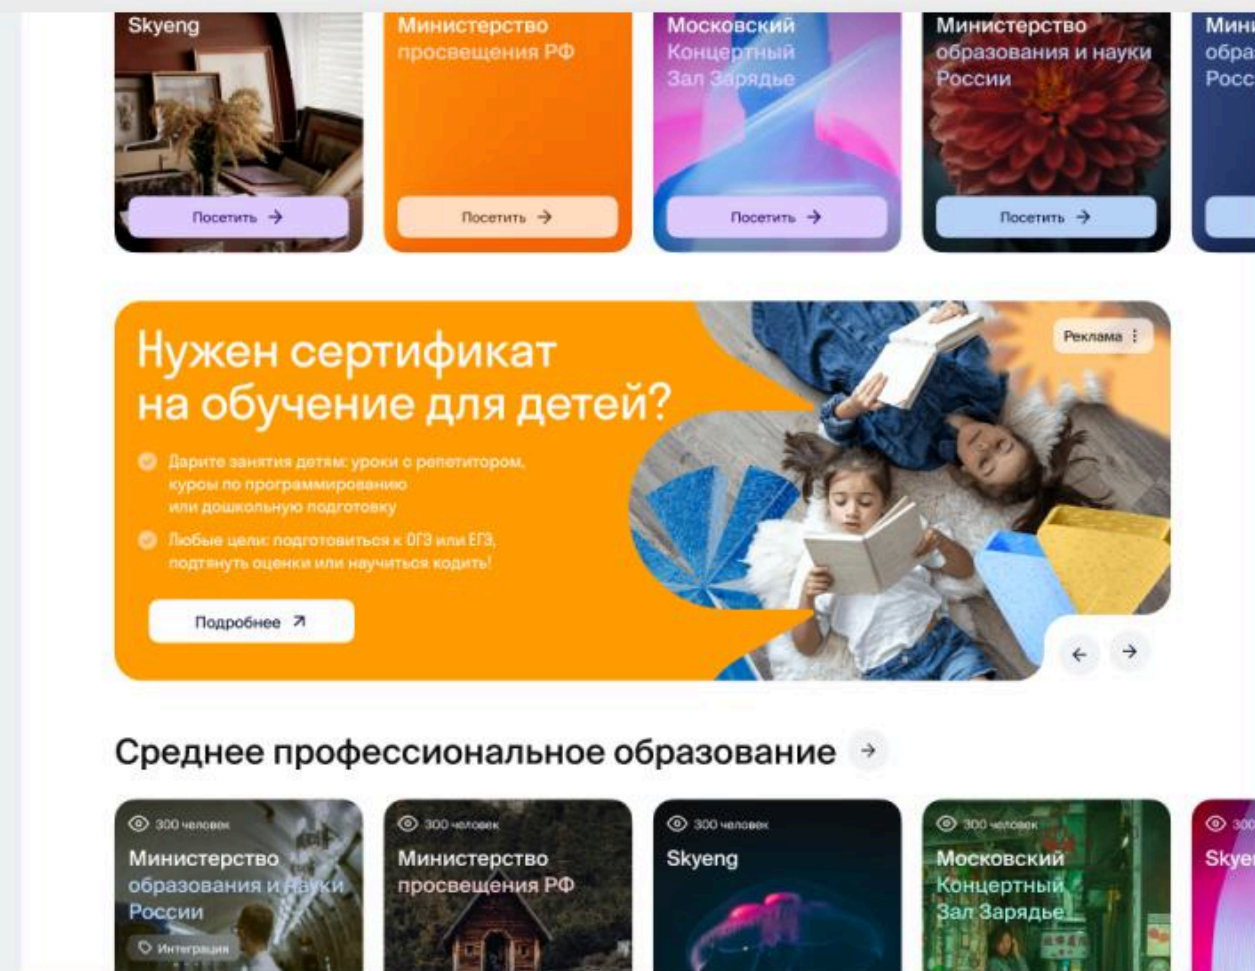 Skyeng
Министерство
просвещения РФ
Московский
Концертный
Зал Зарядье
Министерство
образования и науки
России
Посетить
Посетить
Посетить
Посетить
Нужен сертификат
на обучение для детей?
Реклама
Дарите занятия детям: уроки с репетитором,
курсы по программированию
или дошкольную подготовку
Любые цели: подготовиться к ОГЭ или ЕГЭ,
подтянуть оценки или научиться кодить!
Подробнее
Среднее профессиональное образование
300 человек
Министерство
образования и науки
России
Интеграция
300 человек
Министерство
просвещения РФ
300 человек
Skyeng
300 человек
Московский
Концертный
Зал Зарядье
300